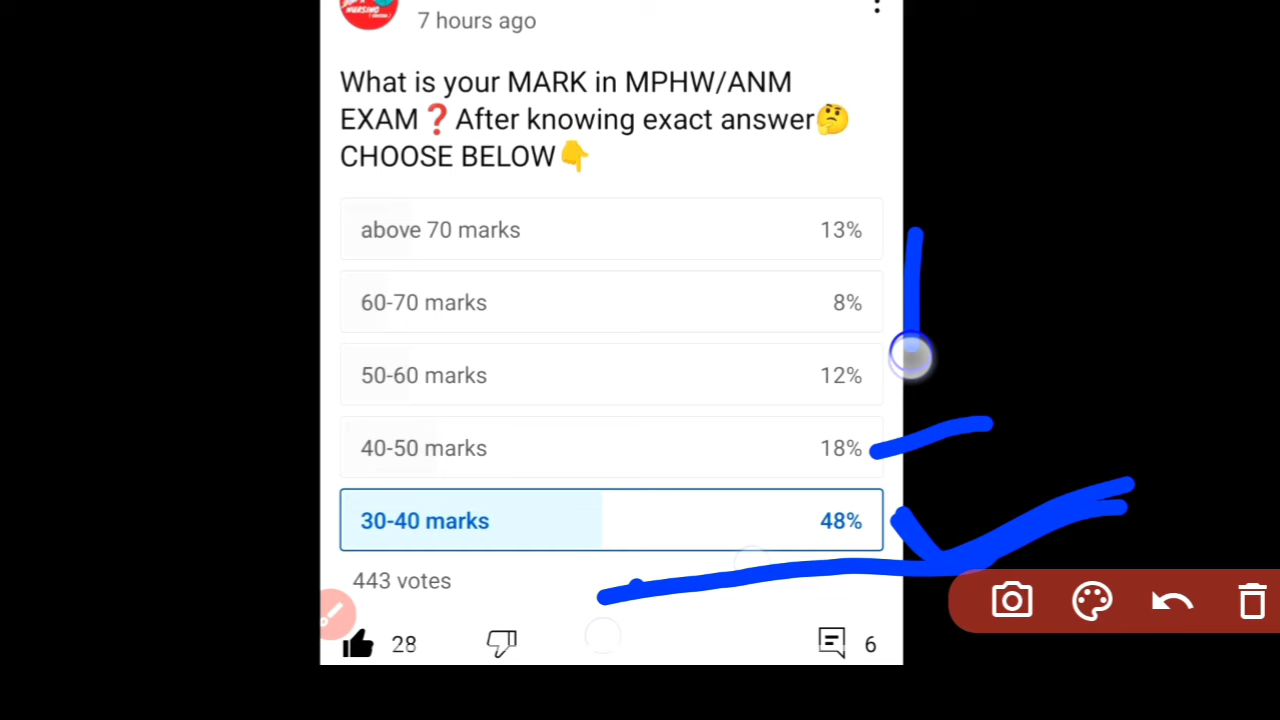 NURSING
7 hours ago
What is your MARK in MPHW/ANM
EXAM❓After knowing exact answer🤔
CHOOSE BELOW👇
above 70 marks 13%
60-70 marks 8%
50-60 marks 12%
40-50 marks 18%
30-40 marks 48%
443 votes
28 6